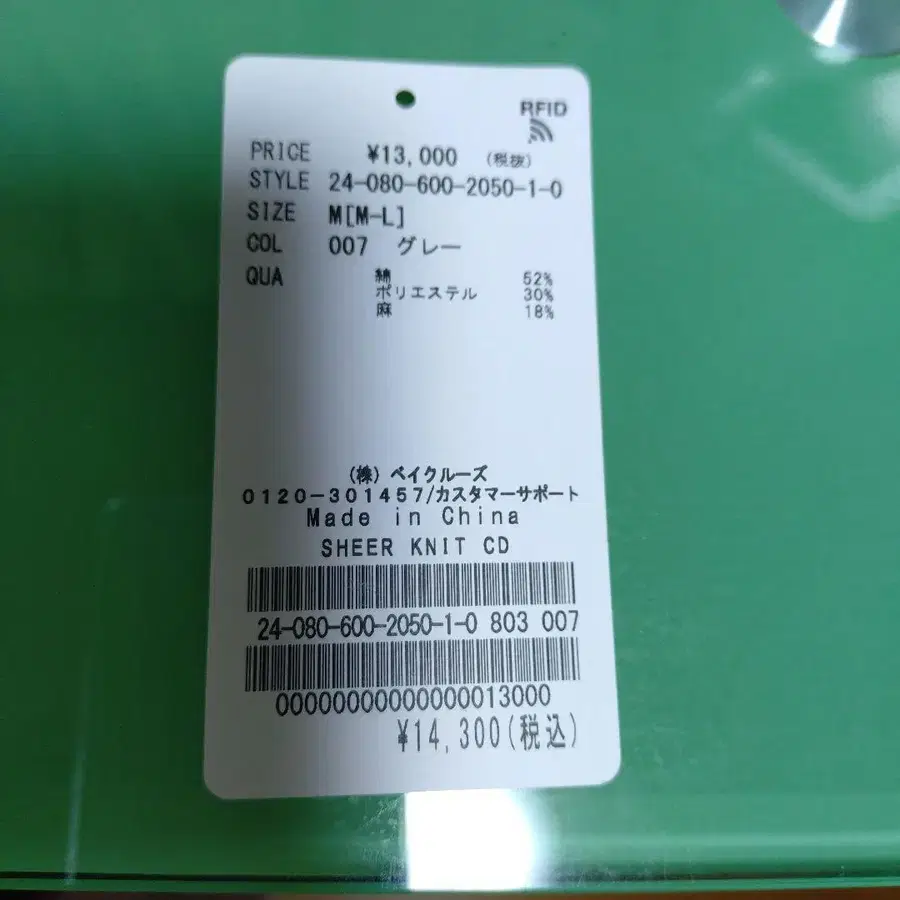 RFID
PRICE ¥13,000 (税抜)
STYLE 24-080-600-2050-1-0
SIZE M[M-L]
COL 007 グレー
QUA 綿 52%
ポリエステル 30%
麻 18%
(株) ベイクルーズ
0120-301457/カスタマーサポート
Made in China
SHEER KNIT CD
24-080-600-2050-1-0 803 007
00000000000000013000
¥14,300(税込)